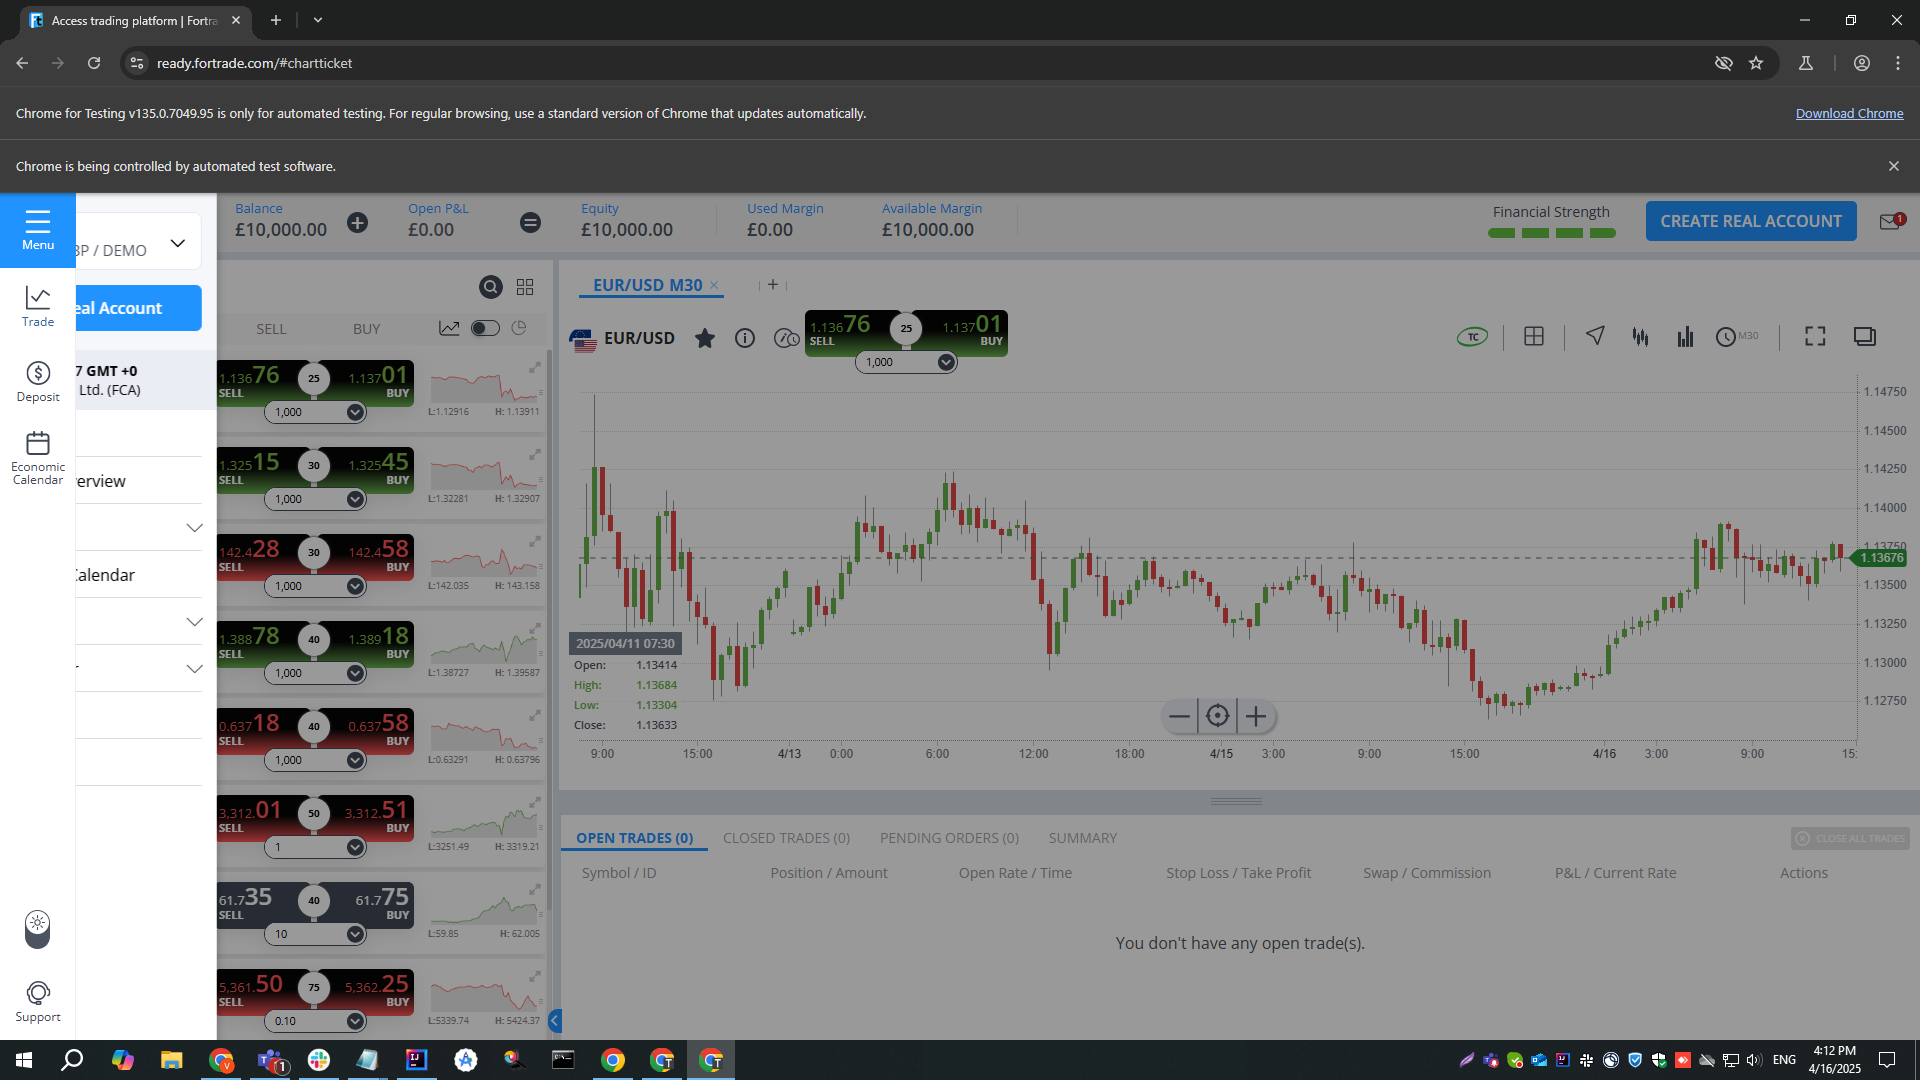 Access trading platform | Fortra
ready.fortrade.com/#chartticket
Chrome for Testing v135.0.7049.95 is only for automated testing. For regular browsing, use a standard version of Chrome that updates automatically.
Download Chrome
Chrome is being controlled by automated test software.
Menu
Trade
Deposit
Economic
Calendar
Support
BP / DEMO
eal Account
7 GMT +0
Ltd. (FCA)
erview
Calendar
Balance
£10,000.00
Open P&L
£0.00
Equity
£10,000.00
Used Margin
£0.00
Available Margin
£10,000.00
Financial Strength
CREATE REAL ACCOUNT
1
SELL BUY
1.13676 25 1.13701
SELL BUY
1,000
L:1.12916 H: 1.13911
1.32515 30 1.32545
SELL BUY
1,000
L:1.32281 H: 1.32907
142.428 30 142.458
SELL BUY
1,000
L:142.035 H: 143.158
1.38878 40 1.38918
SELL BUY
1,000
L:1.38727 H: 1.39587
0.63718 40 0.63758
SELL BUY
1,000
L:0.63291 H: 0.63796
3,312.01 50 3,312.51
SELL BUY
1
L:3251.49 H: 3319.21
61.735 40 61.775
SELL BUY
10
L:59.85 H: 62.005
5,361.50 75 5,362.25
SELL BUY
0.10
L:5339.74 H: 5424.37
EUR/USD M30
EUR/USD
1.13676 25 1.13701
SELL BUY
1,000
TC
M30
1.14750
1.14500
1.14250
1.14000
1.13750
1.13676
1.13500
1.13250
1.13000
1.12750
2025/04/11 07:30
Open: 1.13414
High: 1.13684
Low: 1.13304
Close: 1.13633
9:00 15:00 4/13 0:00 6:00 12:00 18:00 4/15 3:00 9:00 15:00 4/16 3:00 9:00 15:
OPEN TRADES (0) CLOSED TRADES (0) PENDING ORDERS (0) SUMMARY
CLOSE ALL TRADES
Symbol / ID Position / Amount Open Rate / Time Stop Loss / Take Profit Swap / Commission P&L / Current Rate Actions
You don't have any open trade(s).
ENG
4:12 PM
4/16/2025